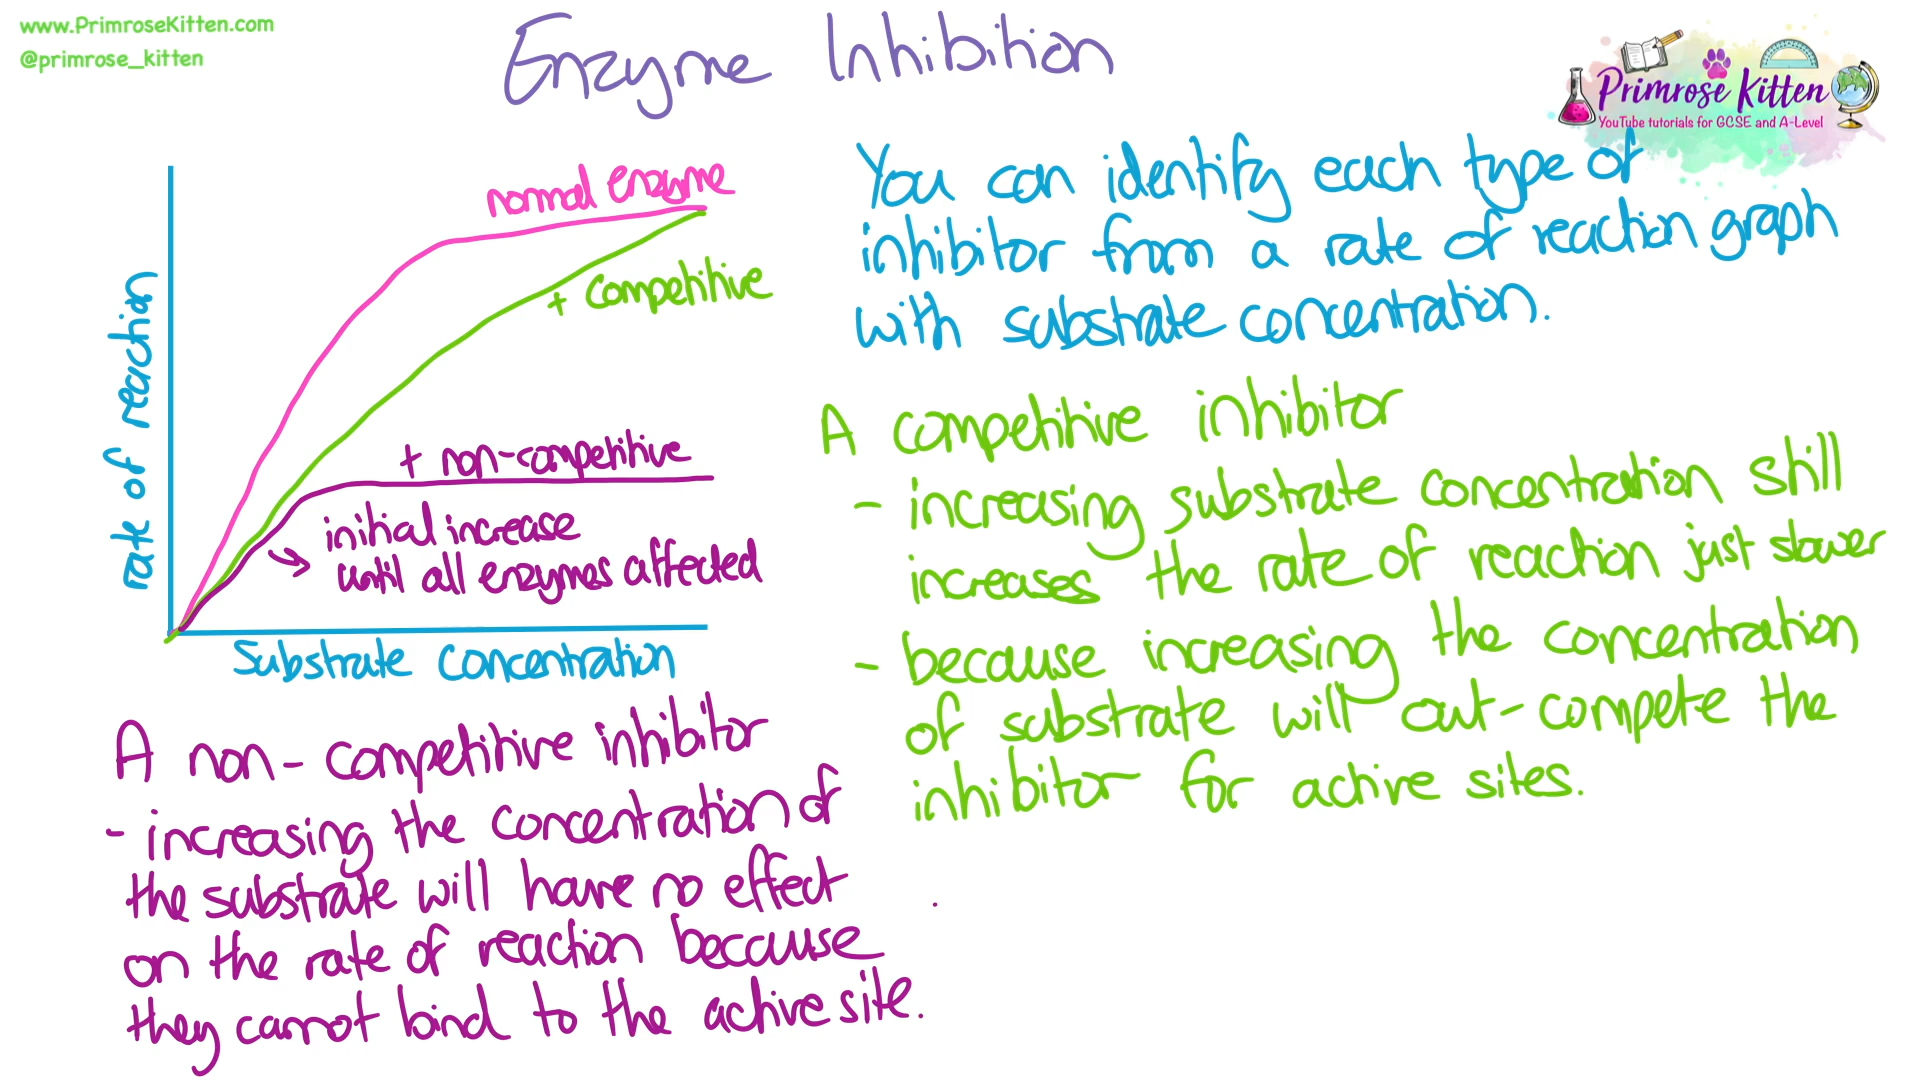 www.PrimroseKitten.com
@primrose_kitten
Enzyme Inhibition
Primrose Kitten
YouTube tutorials for GCSE and A-Level
normal enzyme
+ competitive
+ non-competitive
initial increase
until all enzymes affected
rate of reaction
Substrate concentration
You can identify each type of
inhibitor from a rate of reaction graph
with substrate concentration.
A competitive inhibitor
- increasing substrate concentration still
increases the rate of reaction just slower
- because increasing the concentration
of substrate will out-compete the
inhibitor for active sites.
A non-competitive inhibitor
- increasing the concentration of
the substrate will have no effect
on the rate of reaction because
they cannot bind to the active site.